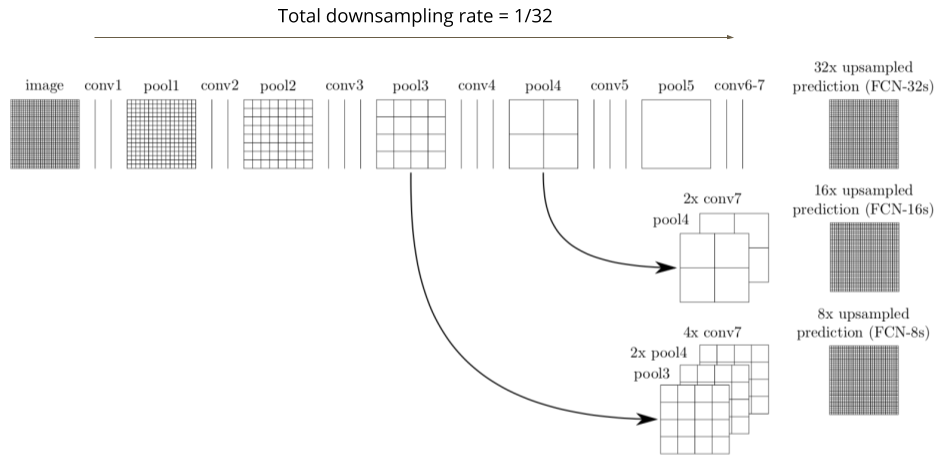 Total downsampling rate = 1/32
image conv1 pool1 conv2 pool2 conv3 pool3 conv4 pool4 conv5 pool5 conv6-7
32x upsampled
prediction (FCN-32s)
2x conv7
pool4
16x upsampled
prediction (FCN-16s)
4x conv7
2x pool4
pool3
8x upsampled
prediction (FCN-8s)